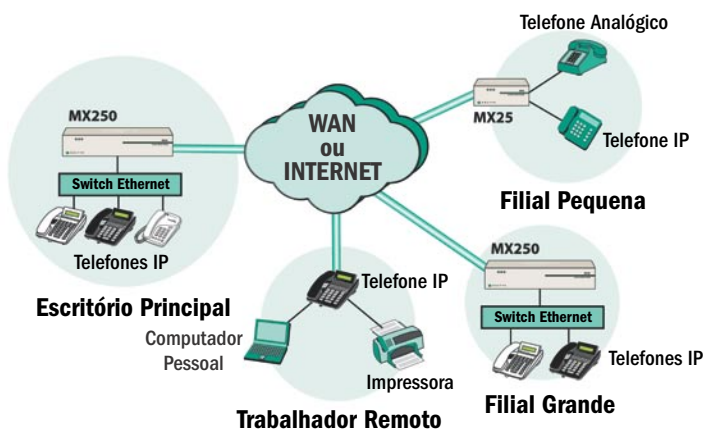 Telefone Analógico
MX25
Telefone IP
Filial Pequena
MX250
Switch Ethernet
Telefones IP
Escritório Principal
WAN
ou
INTERNET
Telefone IP
Computador
Pessoal
Impressora
Trabalhador Remoto
MX250
Switch Ethernet
Telefones IP
Filial Grande